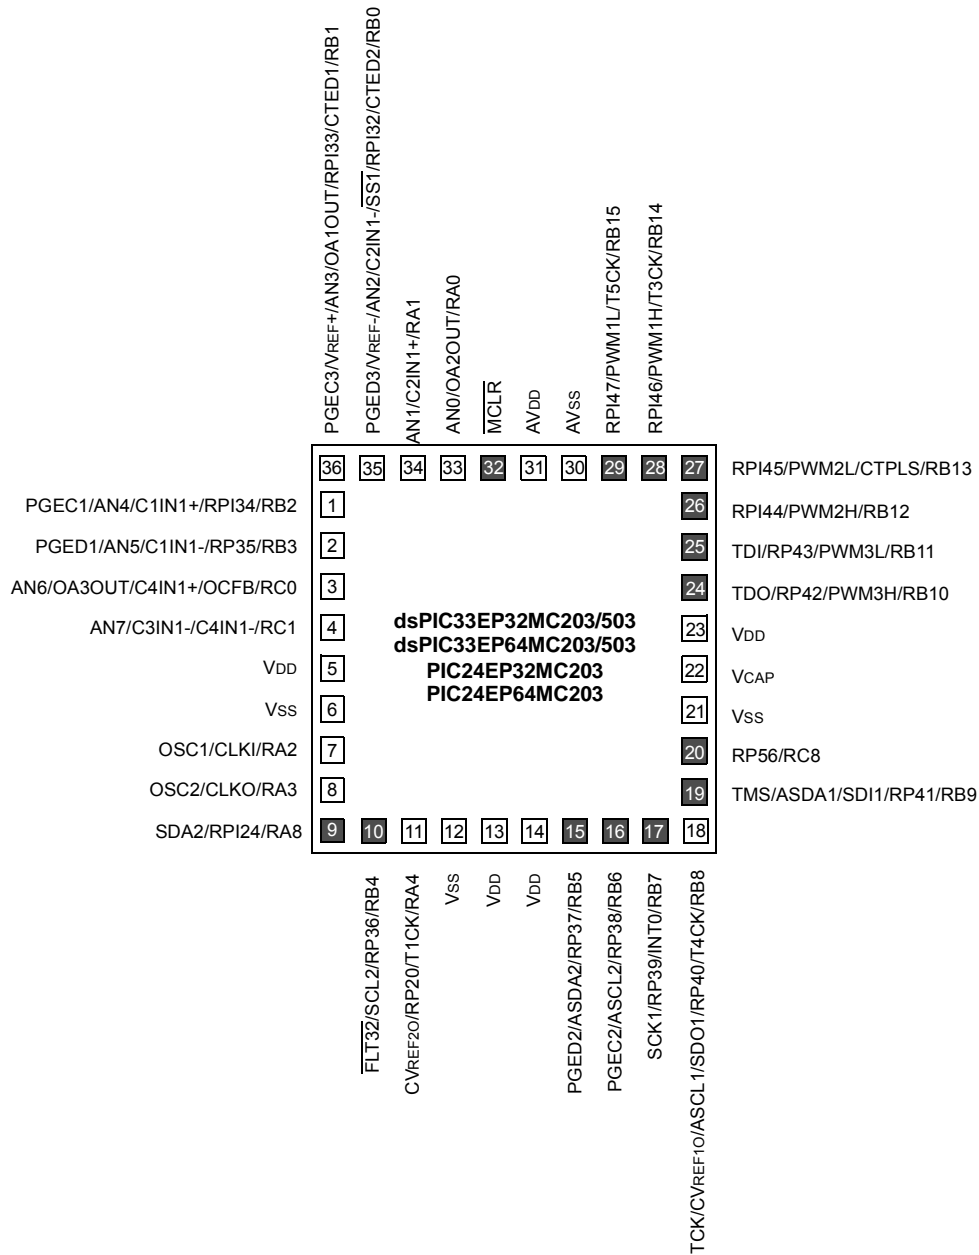 PGEC3/VREF+/AN3/OA1OUT/RPI33/CTED1/RB1
PGED3/VREF-/AN2/C2IN1-/SS1/RPI32/CTED2/RB0
AN1/C2IN1+/RA1
AN0/OA2OUT/RA0
MCLR
AVDD
AVSS
RPI47/PWM1L/T5CK/RB15
RPI46/PWM1H/T3CK/RB14
36 35 34 33 32 31 30 29 28 27 RPI45/PWM2L/CTPLS/RB13
PGEC1/AN4/C1IN1+/RPI34/RB2 1
26 RPI44/PWM2H/RB12
PGED1/AN5/C1IN1-/RP35/RB3 2
25 TDI/RP43/PWM3L/RB11
AN6/OA3OUT/C4IN1+/OCFB/RC0 3
24 TDO/RP42/PWM3H/RB10
AN7/C3IN1-/C4IN1-/RC1 4
23 VDD
VDD 5
22 VCAP
VSS 6
21 VSS
OSC1/CLKI/RA2 7
20 RP56/RC8
OSC2/CLKO/RA3 8
19 TMS/ASDA1/SDI1/RP41/RB9
dsPIC33EP32MC203/503
dsPIC33EP64MC203/503
PIC24EP32MC203
PIC24EP64MC203
SDA2/RPI24/RA8 9 10 11 12 13 14 15 16 17 18
FLT32/SCL2/RP36/RB4
CVREF2O/RP20/T1CK/RA4
VSS
VDD
VDD
PGED2/ASDA2/RP37/RB5
PGEC2/ASCL2/RP38/RB6
SCK1/RP39/INT0/RB7
TCK/CVREF1O/ASCL1/SDO1/RP40/T4CK/RB8